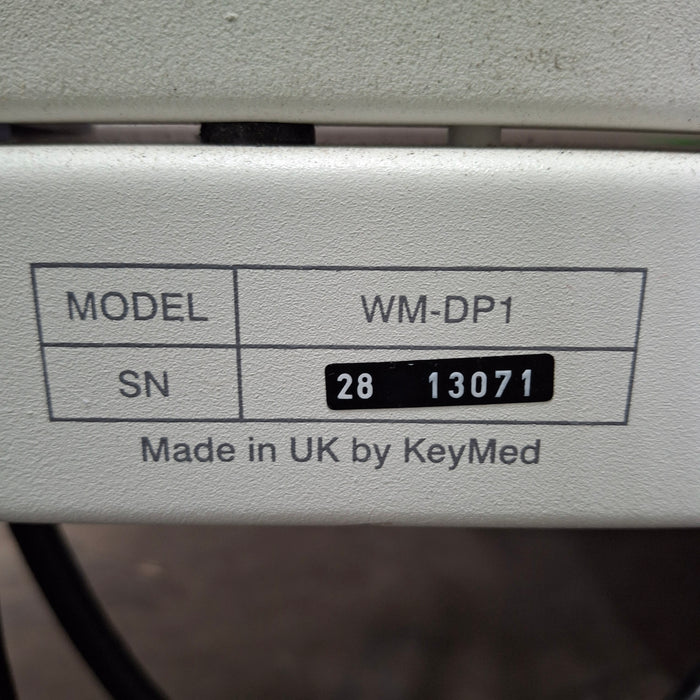 MODEL WM-DP1
SN 28 13071
Made in UK by KeyMed